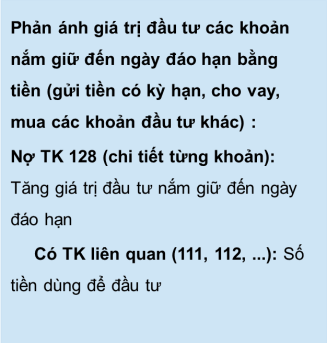 Phản ánh giá trị đầu tư các khoản
nắm giữ đến ngày đáo hạn bằng
tiền (gửi tiền có kỳ hạn, cho vay,
mua các khoản đầu tư khác) :
Nợ TK 128 (chi tiết từng khoản):
Tăng giá trị đầu tư nắm giữ đến ngày
đáo hạn
Có TK liên quan (111, 112, ...): Số
tiền dùng để đầu tư